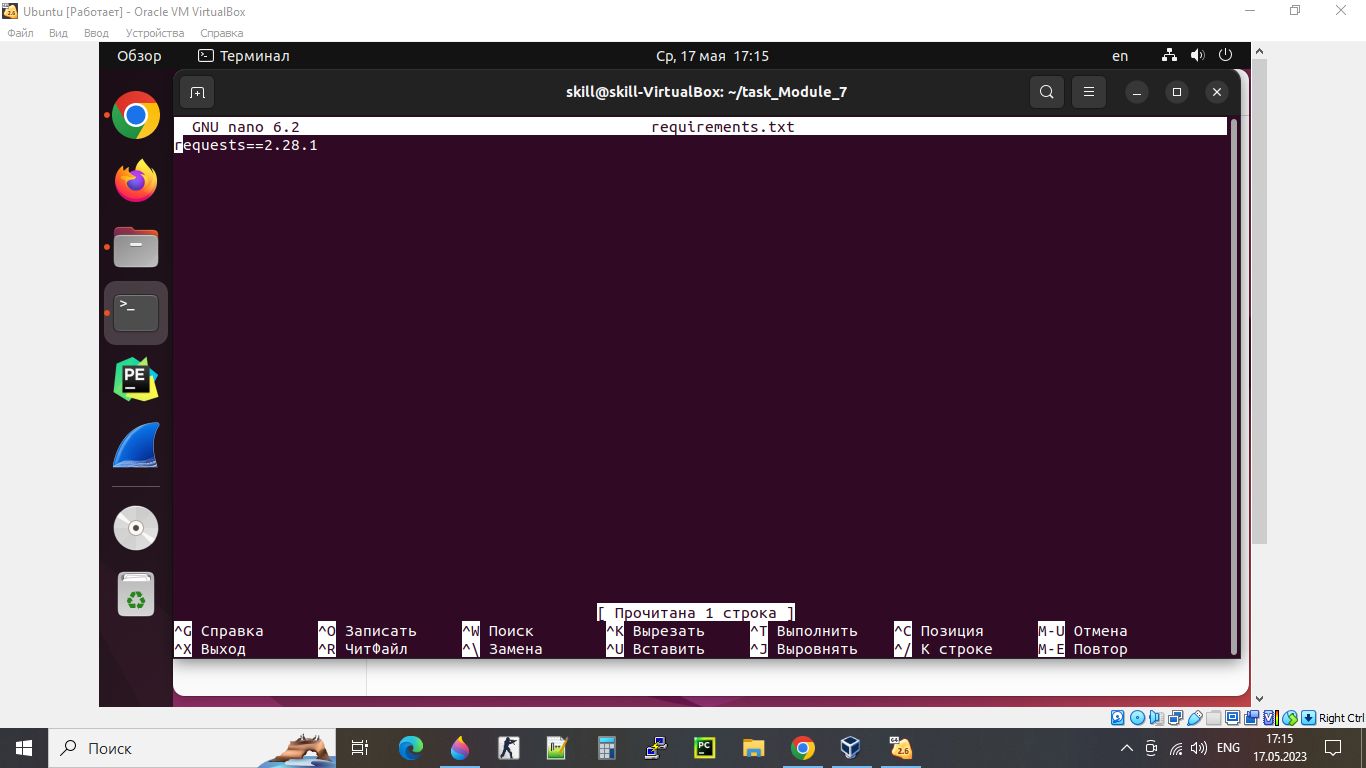 Ubuntu [Работает] - Oracle VM VirtualBox
Файл Вид Ввод Устройства Справка
Обзор Терминал Ср, 17 мая 17:15 en
skill@skill-VirtualBox: ~/task_Module_7
GNU nano 6.2 requirements.txt
requests==2.28.1
[ Прочитана 1 строка ]
^G Справка ^O Записать ^W Поиск ^K Вырезать ^T Выполнить ^C Позиция M-U Отмена
^X Выход ^R ЧитФайл ^\ Замена ^U Вставить ^J Выровнять ^/ К строке M-E Повтор
Right Ctrl
Поиск ENG 17:15
17.05.2023